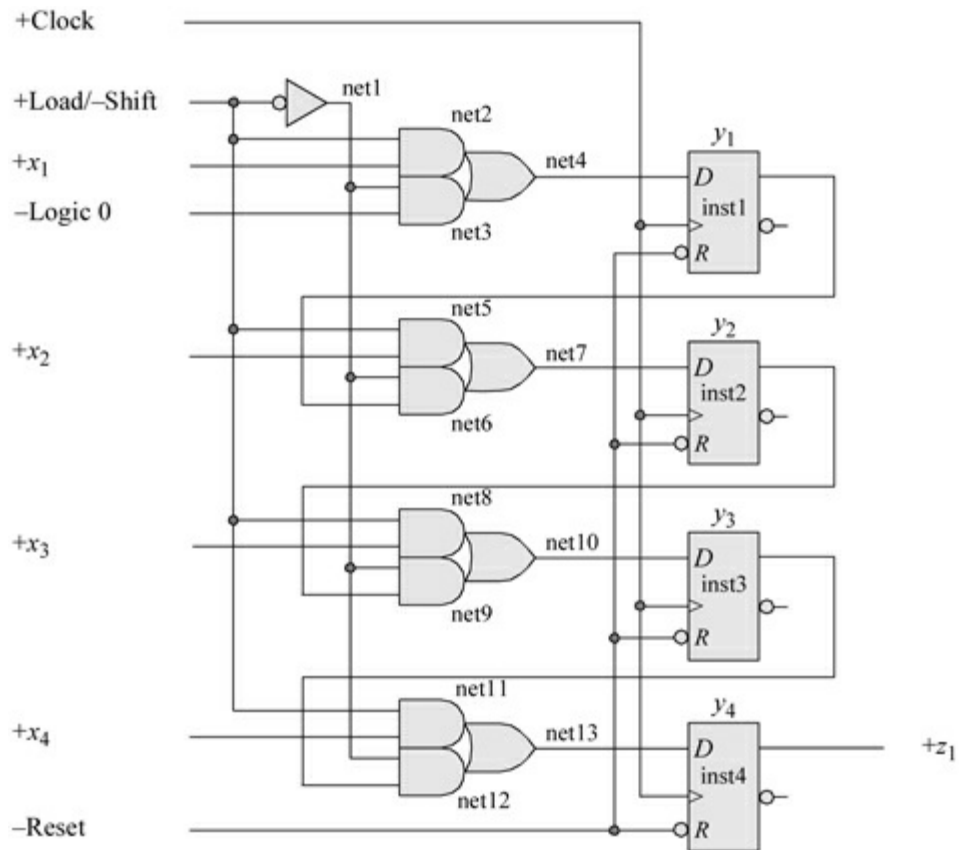 +Clock
+Load/–Shift
net1
net2
y1
+x1
net4
D
inst1
–Logic 0
net3
R
net5
y2
+x2
net7
D
inst2
net6
R
net8
y3
+x3
net10
D
inst3
net9
R
net11
y4
+x4
net13
D
+z1
inst4
net12
–Reset
R